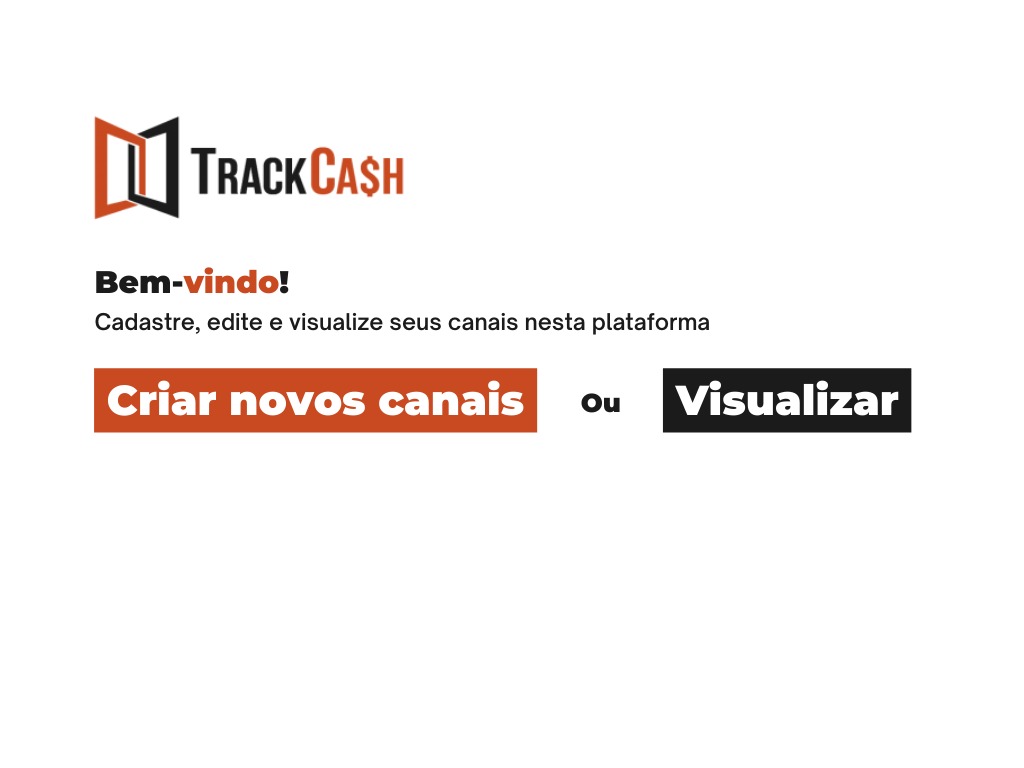 TRACKCA$H
Bem-vindo!
Cadastre, edite e visualize seus canais nesta plataforma
Criar novos canais Ou Visualizar